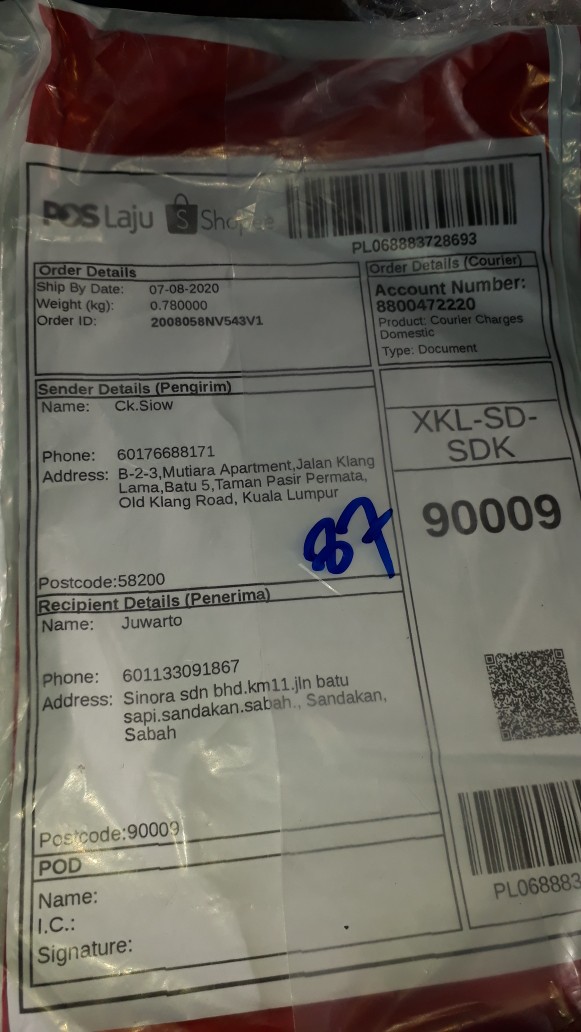 POS Laju S Shopee
PL068883728693
Order Details
Ship By Date: 07-08-2020
Weight (kg): 0.780000
Order ID: 2008058NV543V1
Order Details (Courier)
Account Number:
8800472220
Product: Courier Charges
Domestic
Type: Document
Sender Details (Pengirim)
Name: Ck.Siow
Phone: 60176688171
Address: B-2-3,Mutiara Apartment,Jalan Klang
Lama,Batu 5,Taman Pasir Permata,
Old Klang Road, Kuala Lumpur
Postcode:58200
XKL-SD-
SDK
90009
87
Recipient Details (Penerima)
Name: Juwarto
Phone: 601133091867
Address: Sinora sdn bhd.km11.jln batu
sapi.sandakan.sabah., Sandakan,
Sabah
Postcode:90009
POD
Name:
I.C.:
Signature:
PL068883